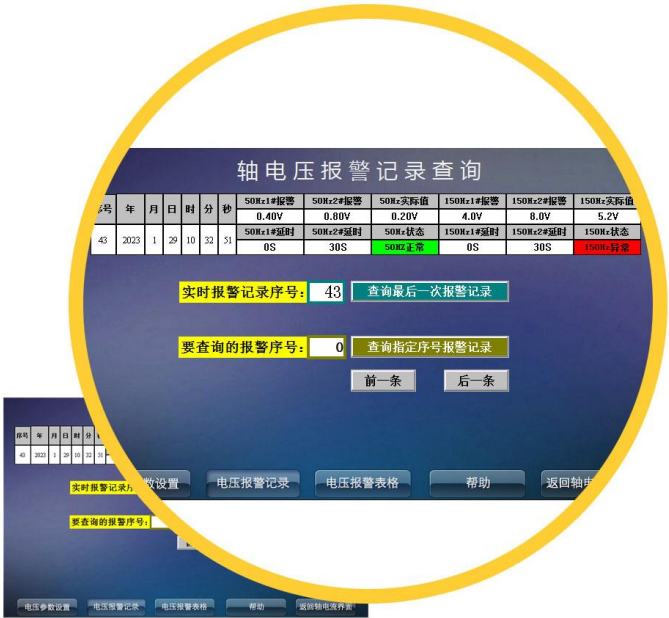 轴电压报警记录查询
序号 年 月 日 时 分 秒 50Hz1#报警 50Hz2#报警 50Hz实际值 150Hz1#报警 150Hz2#报警 150Hz实际值
0.40V 0.80V 0.20V 4.0V 8.0V 5.2V
43 2023 1 29 10 32 51 50Hz1#延时 50Hz2#延时 50Hz状态 150Hz1#延时 150Hz2#延时 150Hz状态
0S 30S 50HZ正常 0S 30S 150Hz异常
实时报警记录序号: 43 查询最后一次报警记录
要查询的报警序号: 0 查询指定序号报警记录
前一条 后一条
数设置 电压报警记录 电压报警表格 帮助 返回轴电
序号 年 月 日 时 分
43 2023 1 29 10 32 51
实时报警记录序
要查询的报警序号:
电压参数设置 电压报警记录 电压报警表格 帮助 返回轴电流界面